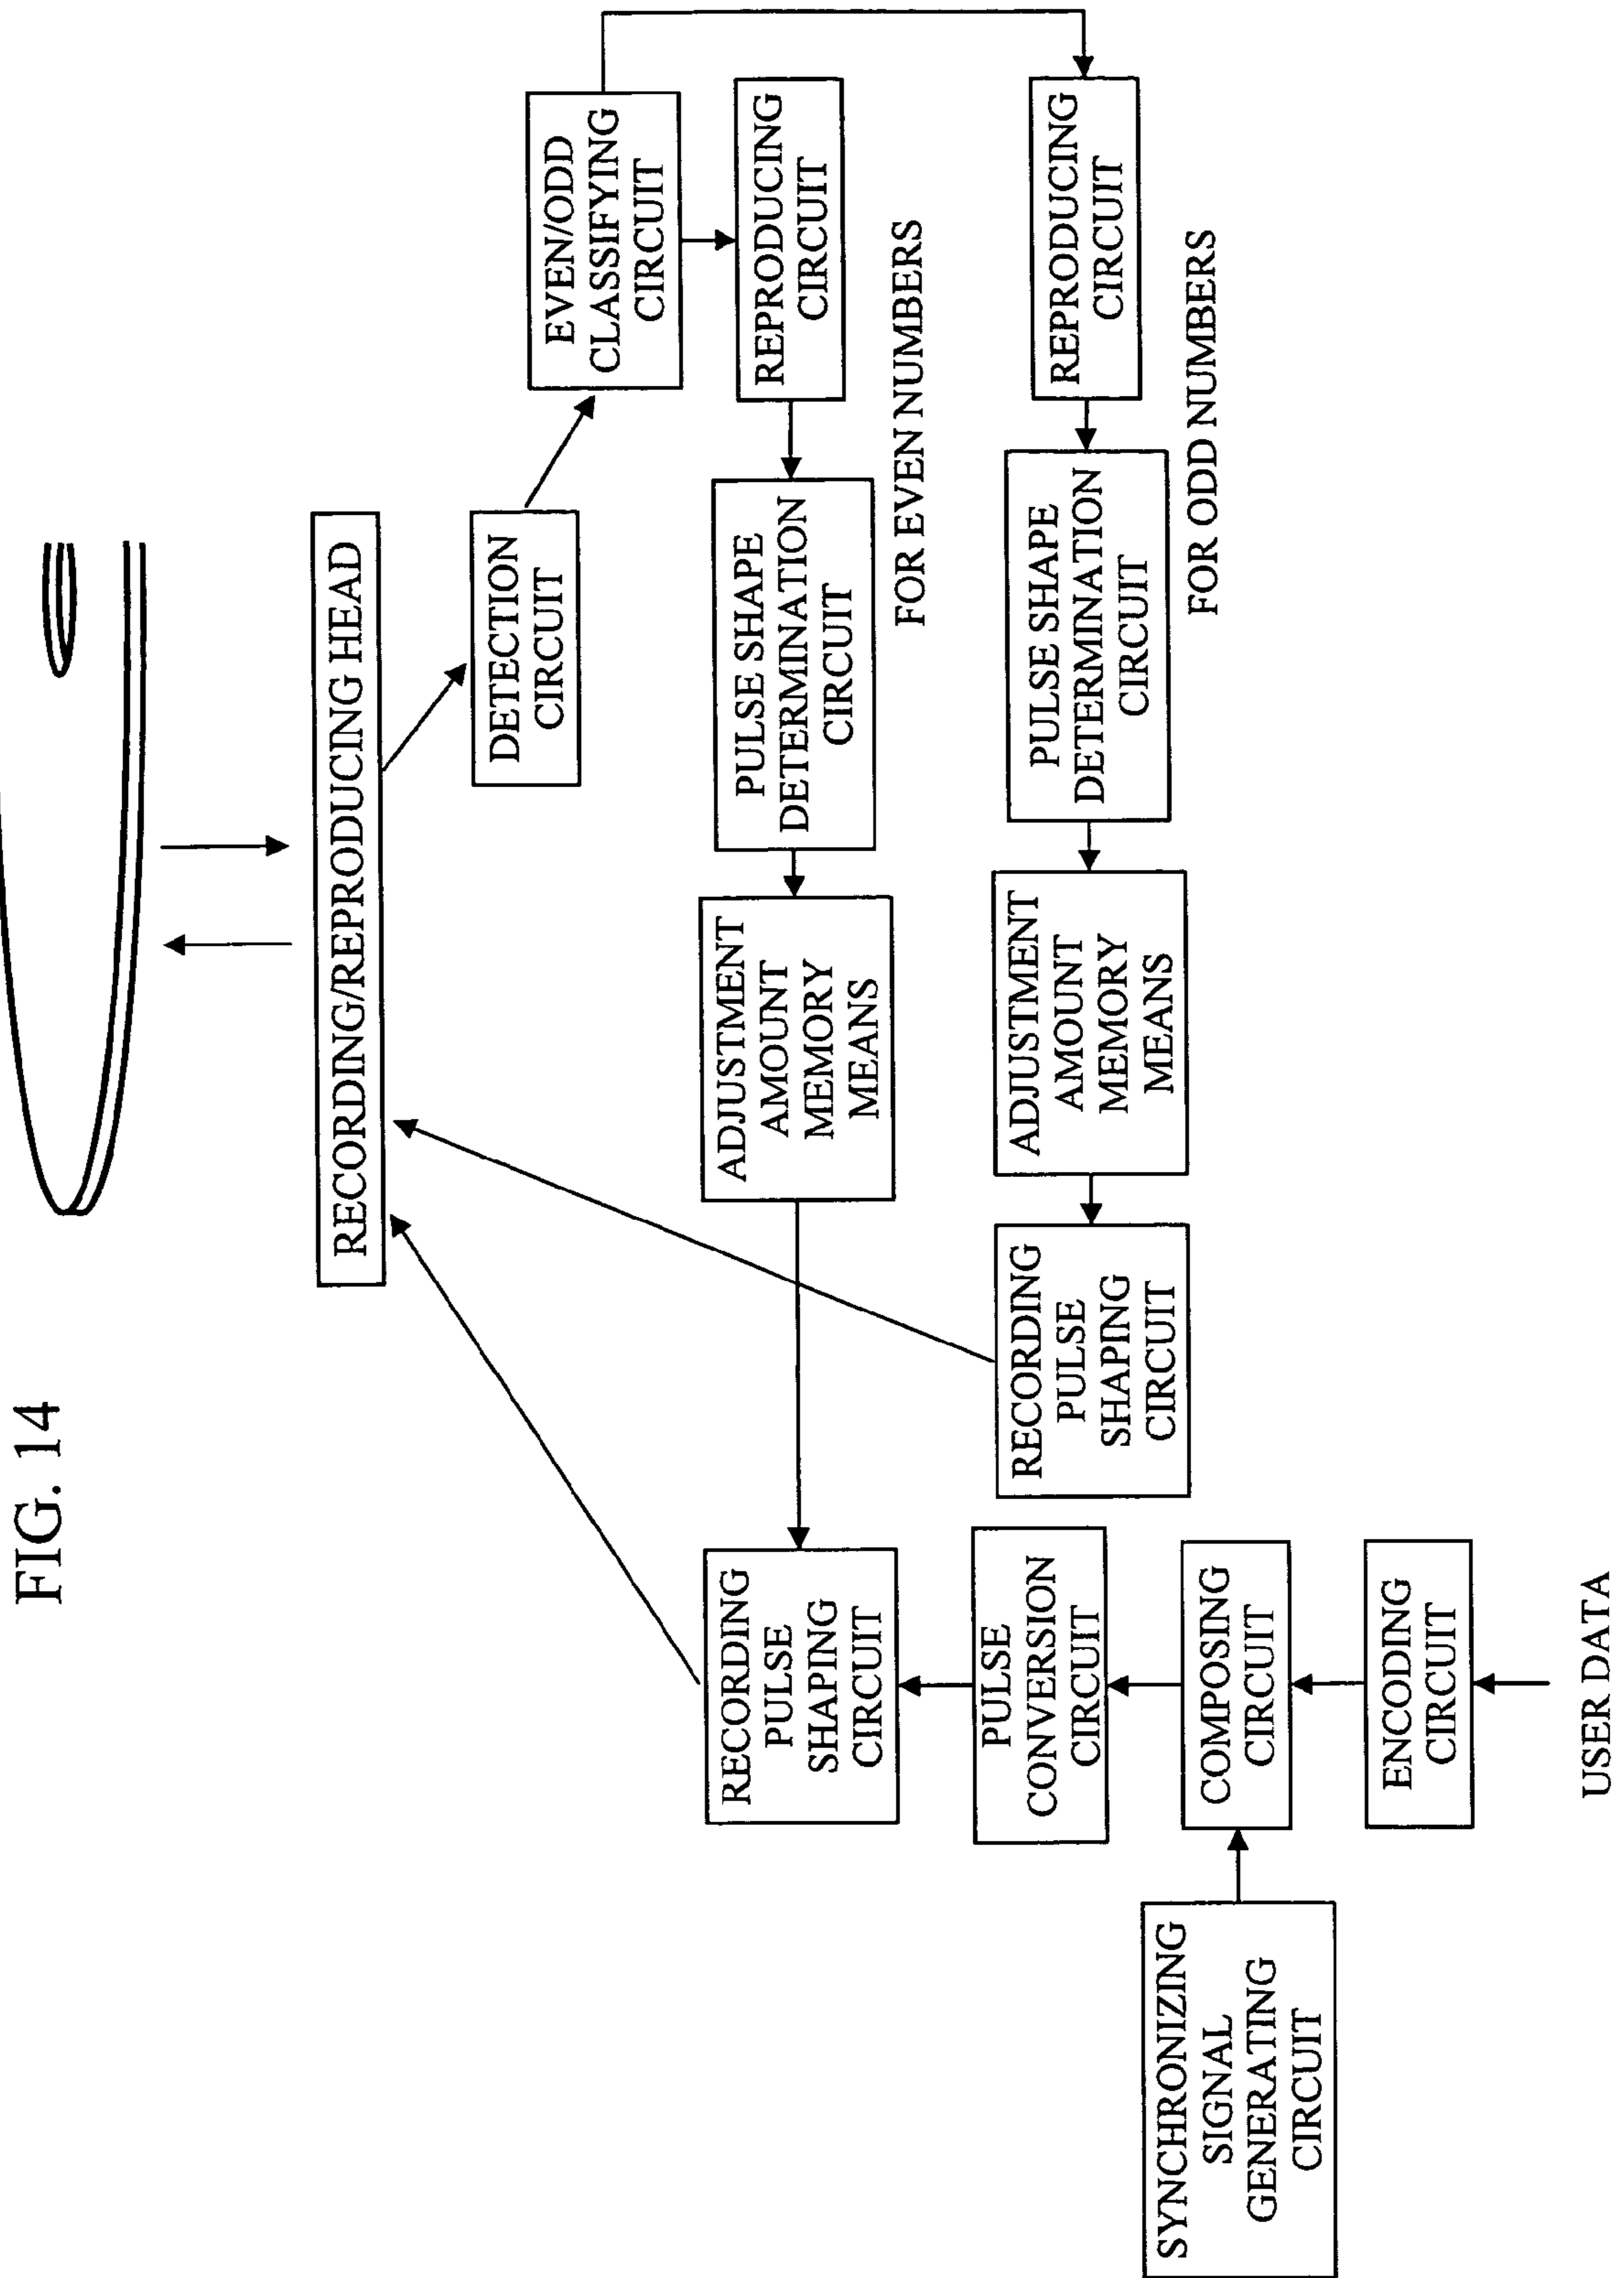 FIG. 14
RECORDING/REPRODUCING HEAD
DETECTION
CIRCUIT
EVEN/ODD
CLASSIFYING
CIRCUIT
RECORDING
PULSE
SHAPING
CIRCUIT
ADJUSTMENT
AMOUNT
MEMORY
MEANS
PULSE SHAPE
DETERMINATION
CIRCUIT
REPRODUCING
CIRCUIT
FOR EVEN NUMBERS
PULSE
CONVERSION
CIRCUIT
RECORDING
PULSE
SHAPING
CIRCUIT
ADJUSTMENT
AMOUNT
MEMORY
MEANS
PULSE SHAPE
DETERMINATION
CIRCUIT
REPRODUCING
CIRCUIT
FOR ODD NUMBERS
SYNCHRONIZING
SIGNAL
GENERATING
CIRCUIT
COMPOSING
CIRCUIT
ENCODING
CIRCUIT
USER DATA